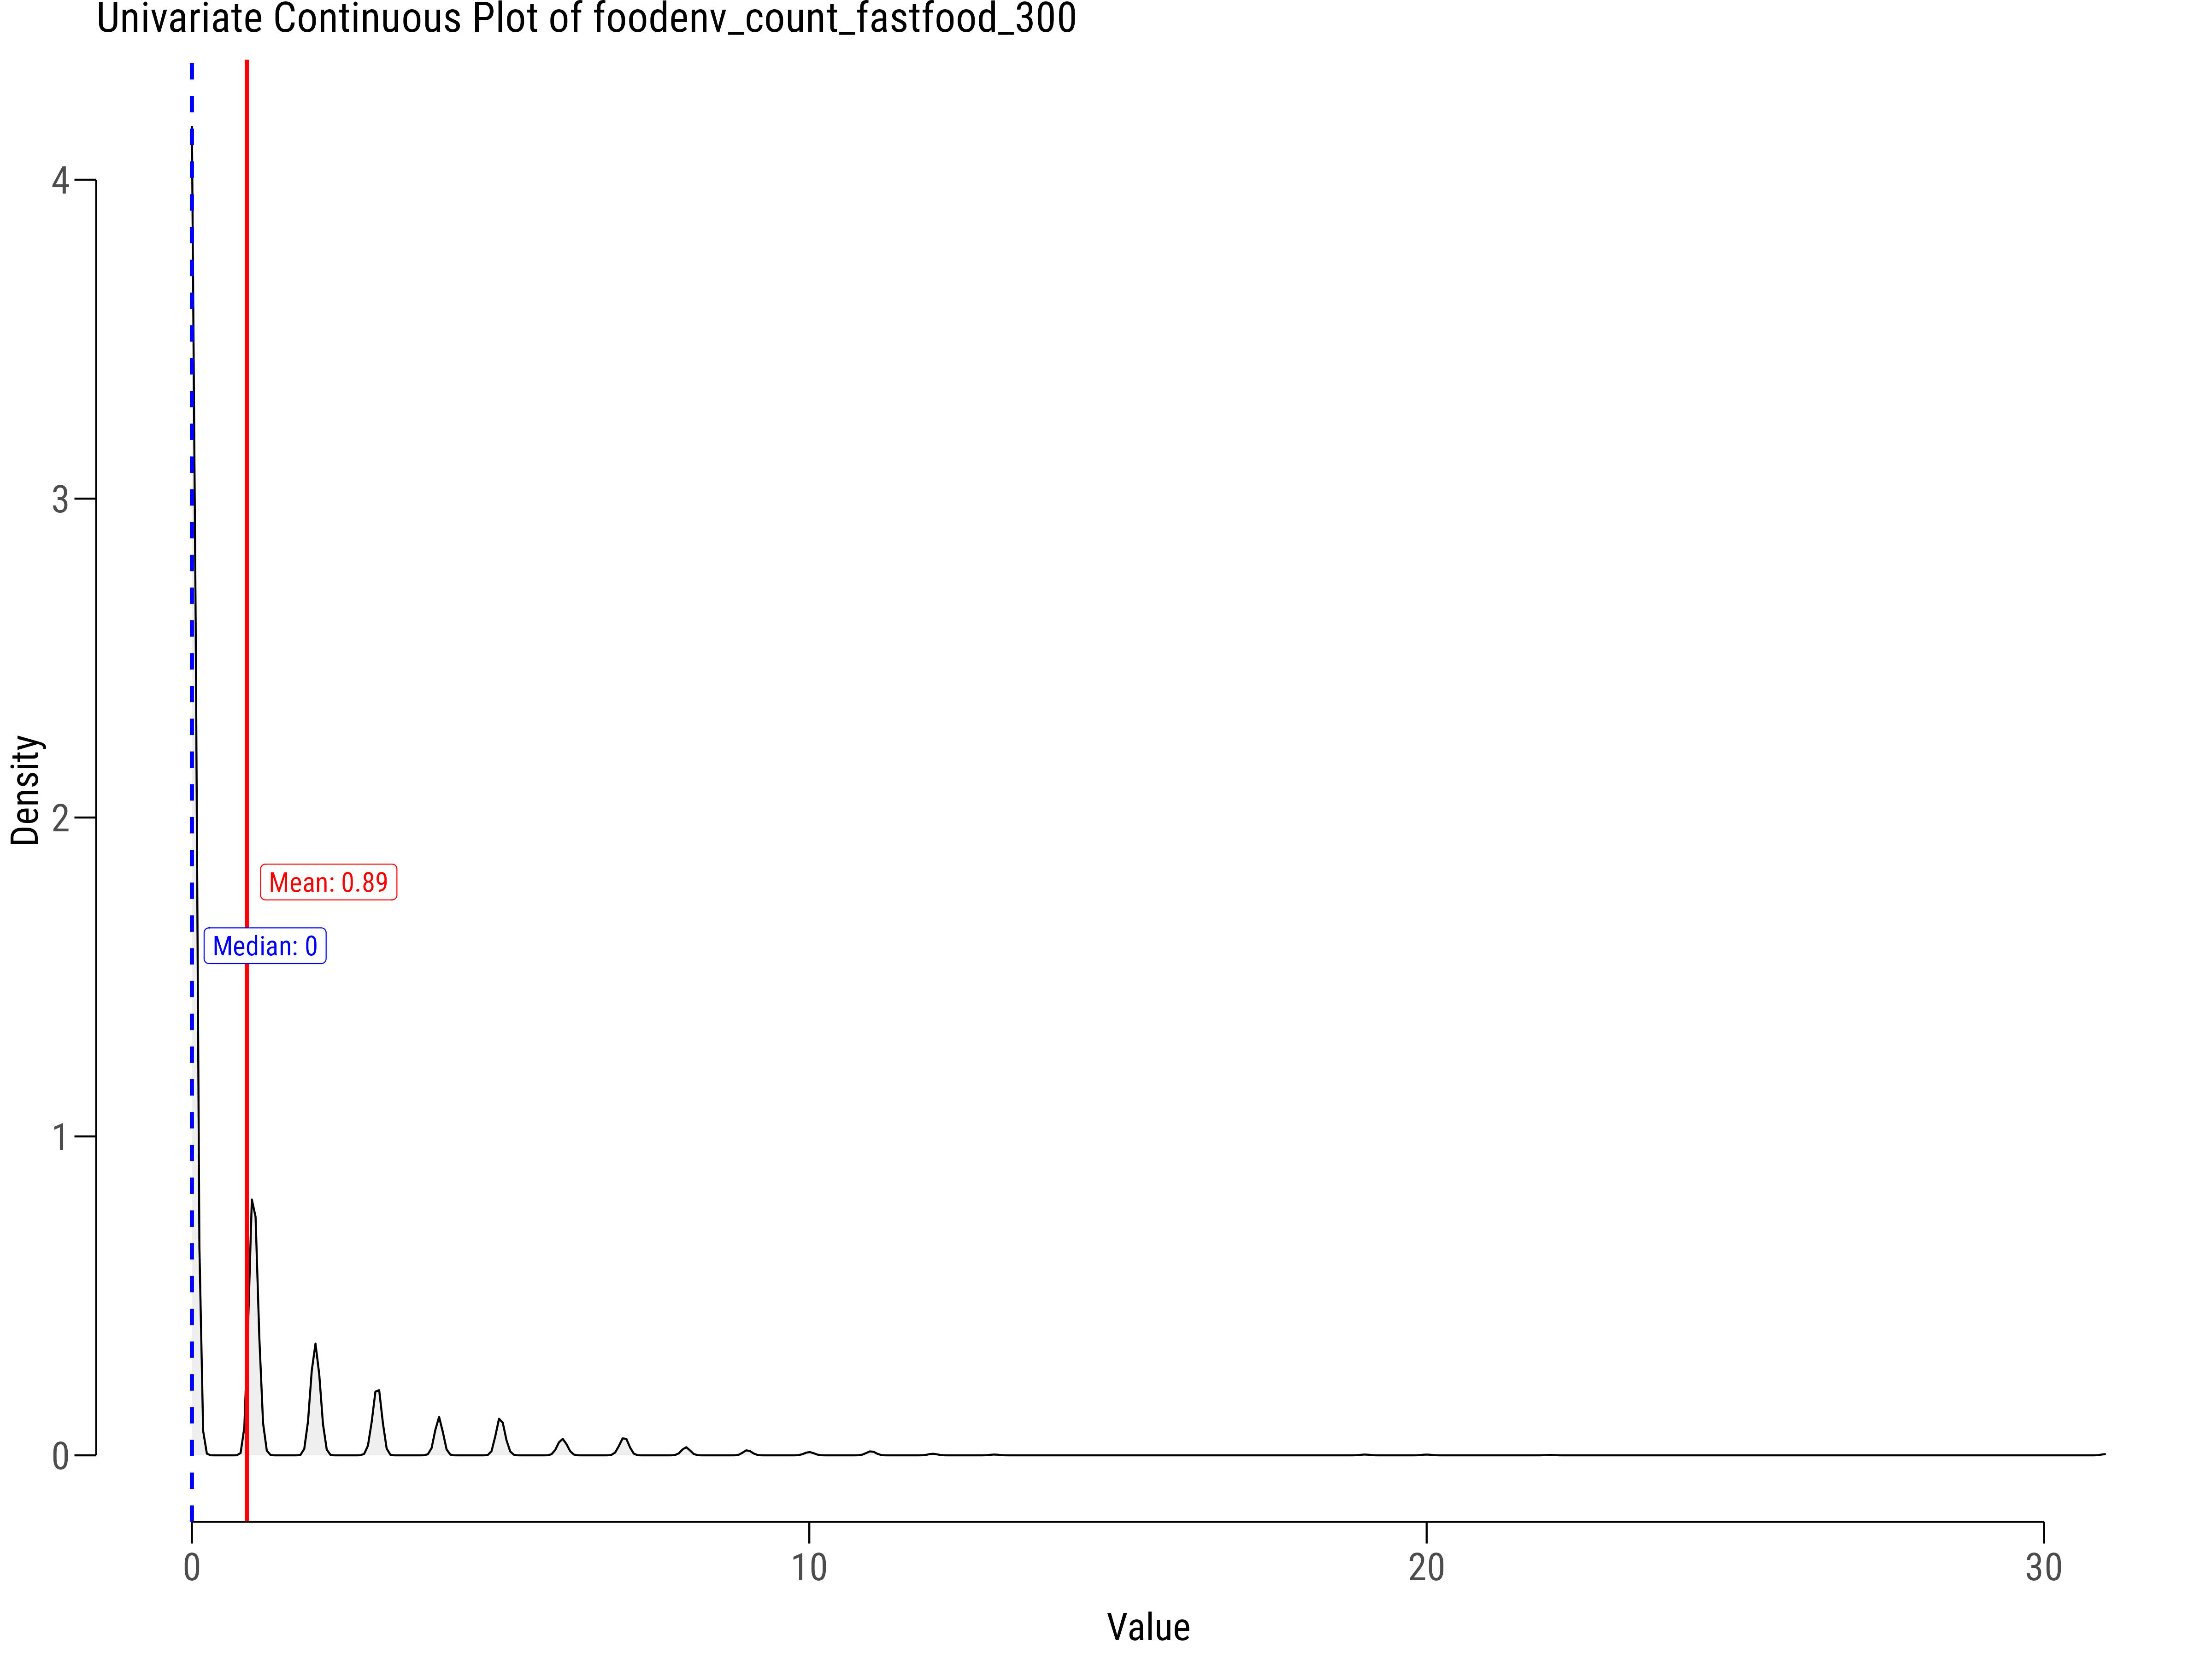 Univariate Continuous Plot of foodenv_count_fastfood_300
4
3
2
1
0
Density
Mean: 0.89
Median: 0
0 10 20 30
Value